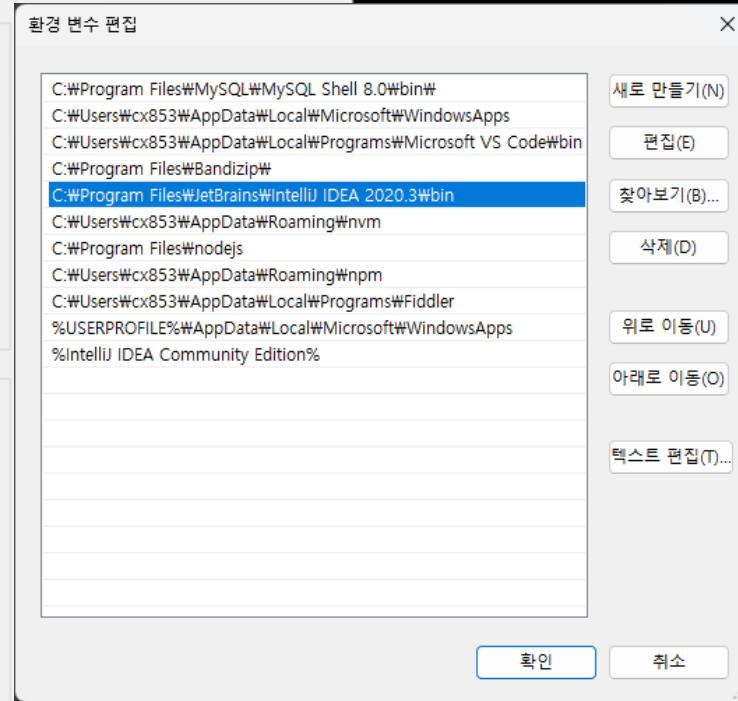 환경 변수 편집
C:₩Program Files₩MySQL₩MySQL Shell 8.0₩bin₩
C:₩Users₩cx853₩AppData₩Local₩Microsoft₩WindowsApps
C:₩Users₩cx853₩AppData₩Local₩Programs₩Microsoft VS Code₩bin
C:₩Program Files₩Bandizip₩
C:₩Program Files₩JetBrains₩IntelliJ IDEA 2020.3₩bin
C:₩Users₩cx853₩AppData₩Roaming₩nvm
C:₩Program Files₩nodejs
C:₩Users₩cx853₩AppData₩Roaming₩npm
C:₩Users₩cx853₩AppData₩Local₩Programs₩Fiddler
%USERPROFILE%₩AppData₩Local₩Microsoft₩WindowsApps
%IntelliJ IDEA Community Edition%
새로 만들기(N)
편집(E)
찾아보기(B)...
삭제(D)
위로 이동(U)
아래로 이동(O)
텍스트 편집(T)...
확인
취소